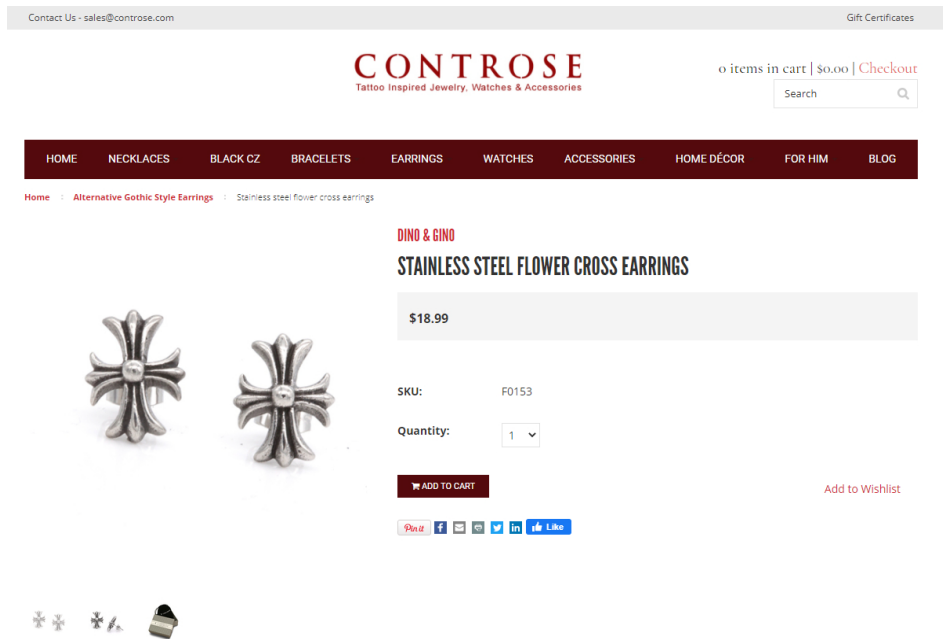 Contact Us - sales@controse.com
Gift Certificates
CONTROSE
Tattoo Inspired Jewelry, Watches & Accessories
0 items in cart | $0.00 | Checkout
Search
HOME NECKLACES BLACK CZ BRACELETS EARRINGS WATCHES ACCESSORIES HOME DÉCOR FOR HIM BLOG
Home : Alternative Gothic Style Earrings : Stainless steel flower cross earrings
DINO & GINO
STAINLESS STEEL FLOWER CROSS EARRINGS
$18.99
SKU: F0153
Quantity: 1
ADD TO CART
Add to Wishlist
Pin it
f
in
Like